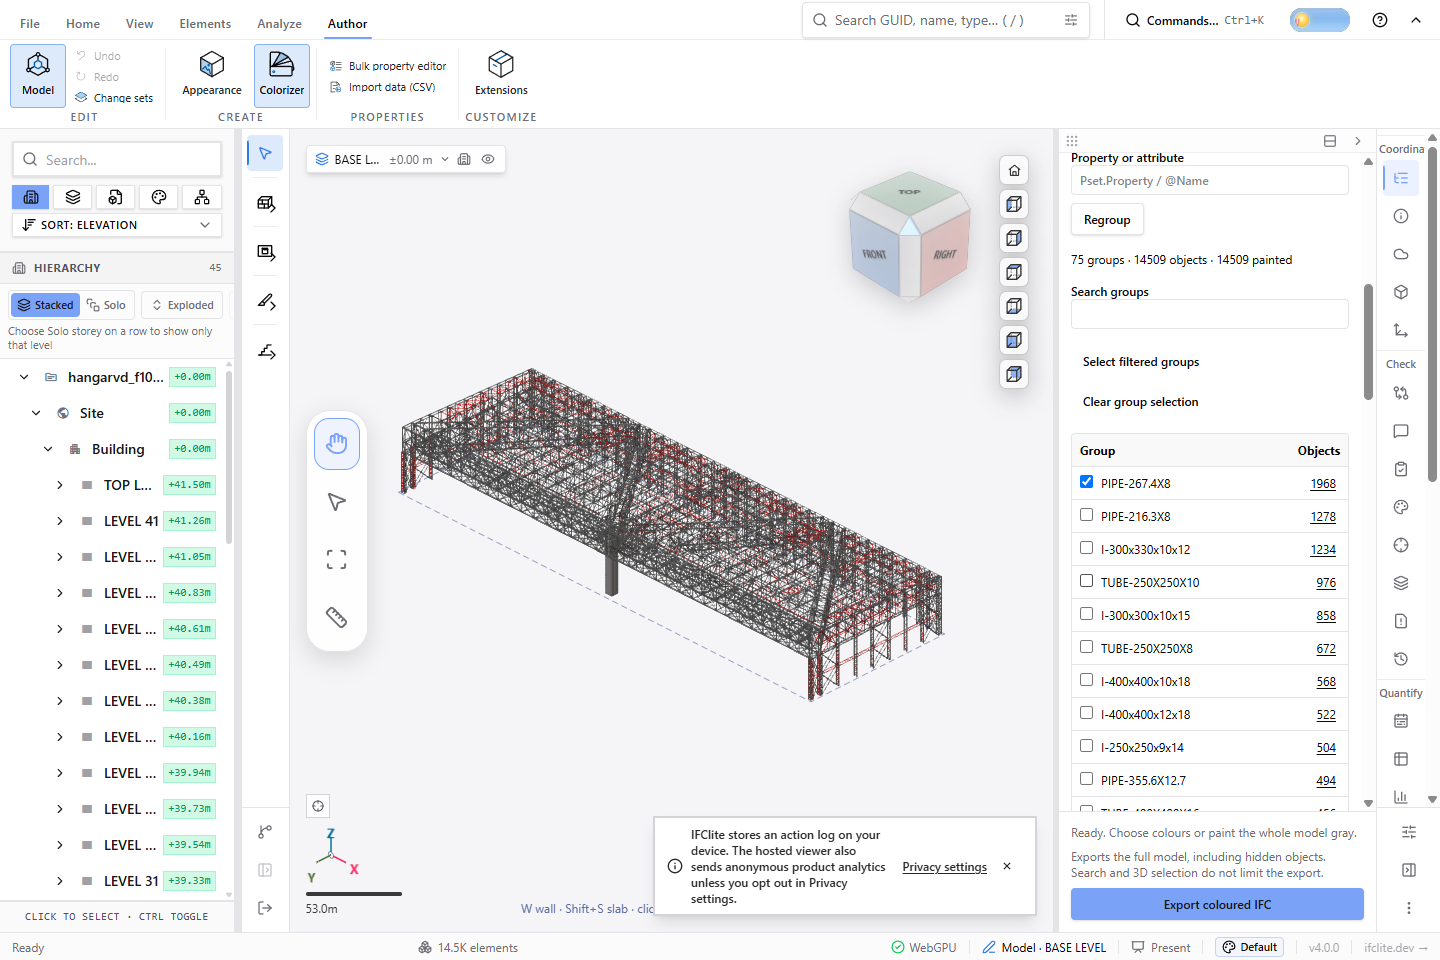 File
Home
View
Elements
Analyze
Author
Search GUID, name, type... ( / )
Commands... Ctrl+K
Model
Undo
Redo
Change sets
EDIT
Appearance
Colorizer
CREATE
Bulk property editor
Import data (CSV)
PROPERTIES
Extensions
CUSTOMIZE
Search...
SORT: ELEVATION
HIERARCHY 45
Stacked
Solo
Exploded
Choose Solo storey on a row to show only
that level
hangarvd_f10... +0.00m
Site +0.00m
Building +0.00m
TOP L... +41.50m
LEVEL 41 +41.26m
LEVEL ... +41.05m
LEVEL ... +40.83m
LEVEL ... +40.61m
LEVEL ... +40.49m
LEVEL ... +40.38m
LEVEL ... +40.16m
LEVEL ... +39.94m
LEVEL ... +39.73m
LEVEL ... +39.54m
LEVEL 31 +39.33m
CLICK TO SELECT · CTRL TOGGLE
BASE L... ±0.00 m
TOP
FRONT
RIGHT
Z
X
Y
53.0m
W wall · Shift+S slab · clic
IFClite stores an action log on your
device. The hosted viewer also
sends anonymous product analytics
unless you opt out in Privacy
settings.
Privacy settings
Property or attribute
Pset.Property / @Name
Regroup
75 groups · 14509 objects · 14509 painted
Search groups
Select filtered groups
Clear group selection
Group Objects
PIPE-267.4X8 1968
PIPE-216.3X8 1278
I-300x330x10x12 1234
TUBE-250X250X10 976
I-300x300x10x15 858
TUBE-250X250X8 672
I-400x400x10x18 568
I-400x400x12x18 522
I-250x250x9x14 504
PIPE-355.6X12.7 494
Ready. Choose colours or paint the whole model gray.
Exports the full model, including hidden objects.
Search and 3D selection do not limit the export.
Export coloured IFC
Coordina
Check
Quantify
Ready
14.5K elements
WebGPU
Model · BASE LEVEL
Present
Default
v4.0.0
ifclite.dev →